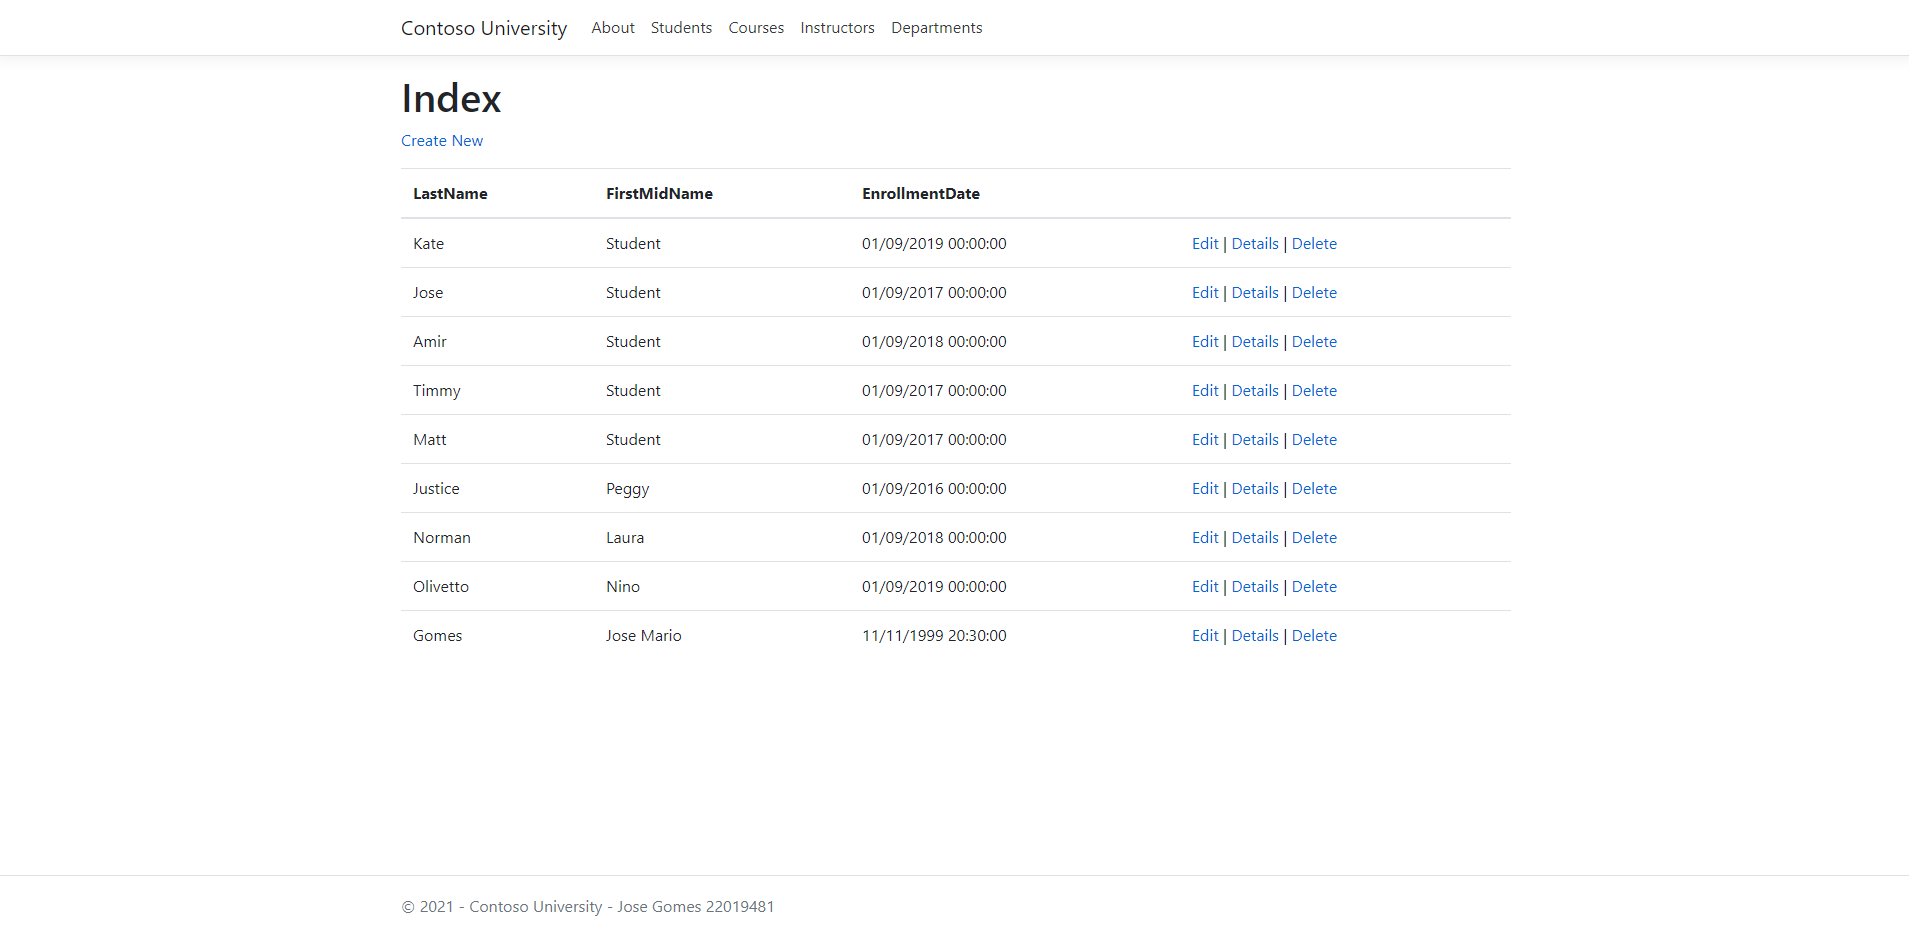 Contoso University About Students Courses Instructors Departments
Index
Create New
LastName FirstMidName EnrollmentDate
Kate Student 01/09/2019 00:00:00 Edit | Details | Delete
Jose Student 01/09/2017 00:00:00 Edit | Details | Delete
Amir Student 01/09/2018 00:00:00 Edit | Details | Delete
Timmy Student 01/09/2017 00:00:00 Edit | Details | Delete
Matt Student 01/09/2017 00:00:00 Edit | Details | Delete
Justice Peggy 01/09/2016 00:00:00 Edit | Details | Delete
Norman Laura 01/09/2018 00:00:00 Edit | Details | Delete
Olivetto Nino 01/09/2019 00:00:00 Edit | Details | Delete
Gomes Jose Mario 11/11/1999 20:30:00 Edit | Details | Delete
© 2021 - Contoso University - Jose Gomes 22019481